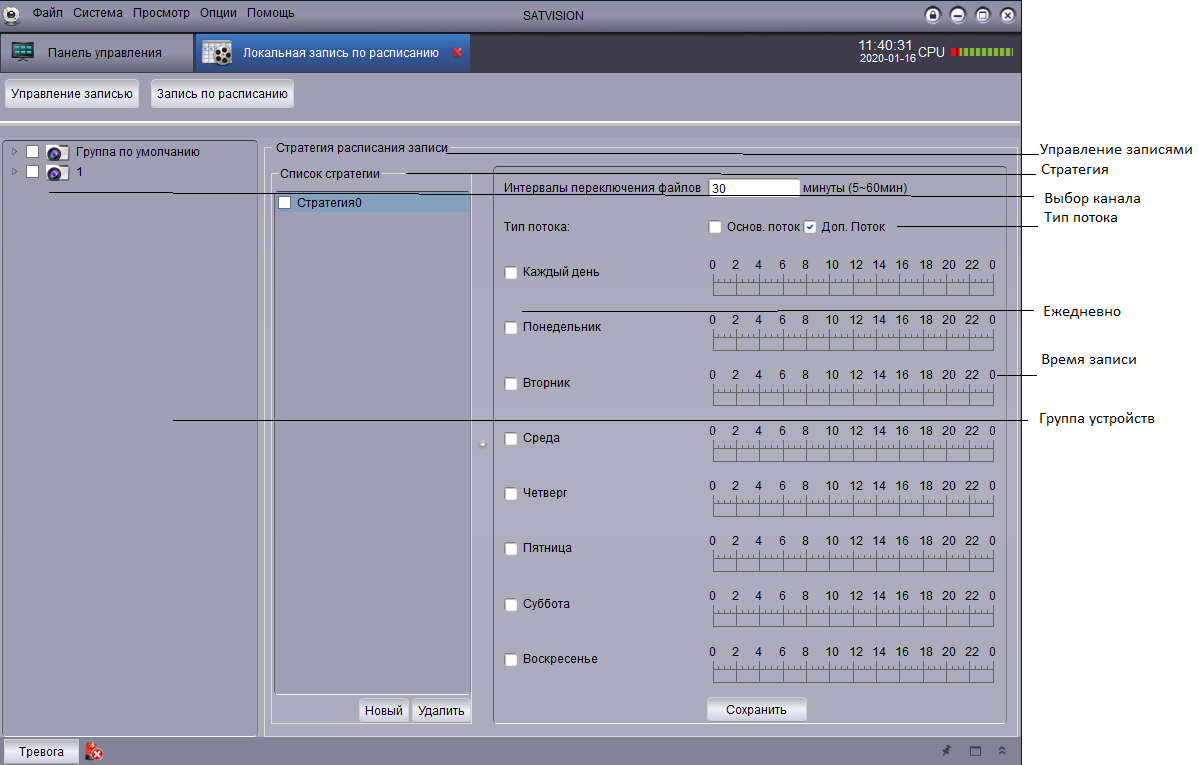 Файл Система Просмотр Опции Помощь SATVISION
Панель управления Локальная запись по расписанию 11:40:31 2020-01-16 CPU
Управление записью Запись по расписанию
Группа по умолчанию
1
Стратегия расписания записи
Управление записями
Список стратегии
Стратегия
Стратегия0
Интервалы переключения файлов 30 минуты (5~60мин)
Выбор канала
Тип потока: Основ. поток Доп. Поток
Тип потока
Каждый день 0 2 4 6 8 10 12 14 16 18 20 22 0
Ежедневно
Понедельник 0 2 4 6 8 10 12 14 16 18 20 22 0
Время записи
Вторник 0 2 4 6 8 10 12 14 16 18 20 22 0
Группа устройств
Среда 0 2 4 6 8 10 12 14 16 18 20 22 0
Четверг 0 2 4 6 8 10 12 14 16 18 20 22 0
Пятница 0 2 4 6 8 10 12 14 16 18 20 22 0
Суббота 0 2 4 6 8 10 12 14 16 18 20 22 0
Воскресенье 0 2 4 6 8 10 12 14 16 18 20 22 0
Новый Удалить Сохранить
Тревога